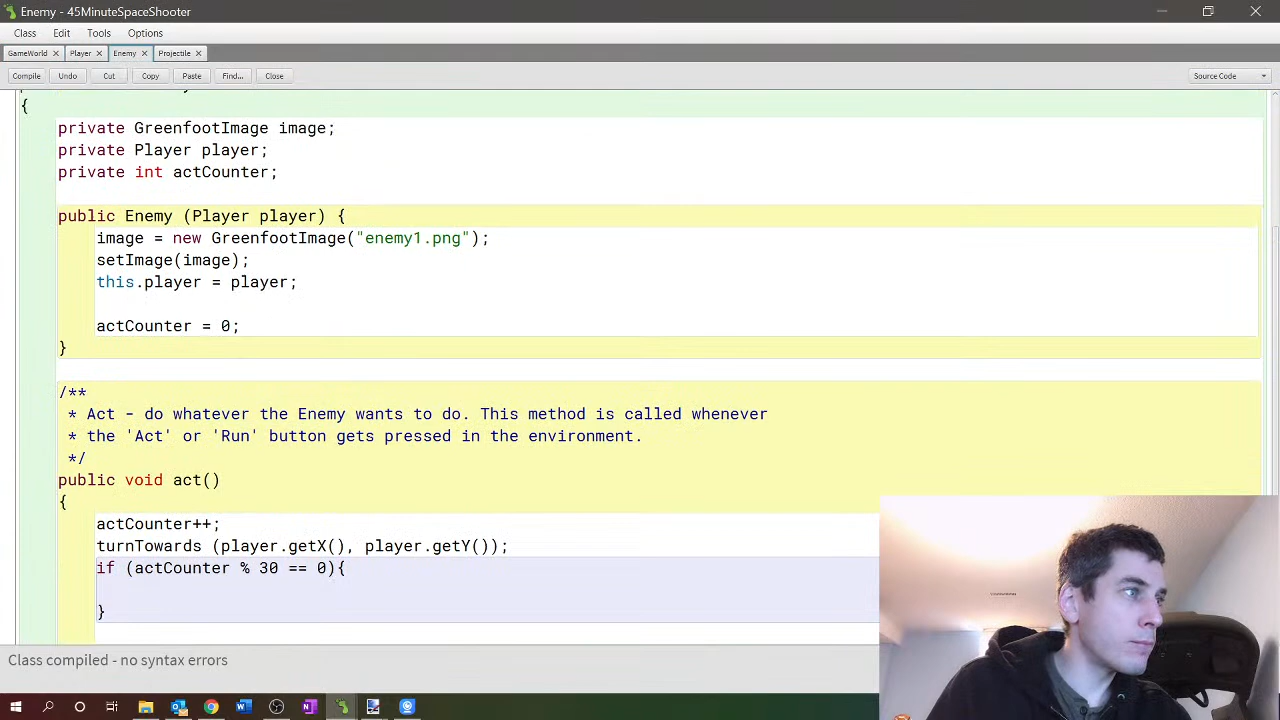 Enemy - 45MinuteSpaceShooter
Class Edit Tools Options
GameWorld Player Enemy Projectile
Compile Undo Cut Copy Paste Find... Close Source Code
{
private GreenfootImage image;
private Player player;
private int actCounter;
public Enemy (Player player) {
image = new GreenfootImage("enemy1.png");
setImage(image);
this.player = player;
actCounter = 0;
}
/**
* Act - do whatever the Enemy wants to do. This method is called whenever
* the 'Act' or 'Run' button gets pressed in the environment.
*/
public void act()
{
actCounter++;
turnTowards (player.getX(), player.getY());
if (actCounter % 30 == 0){
}
Class compiled - no syntax errors